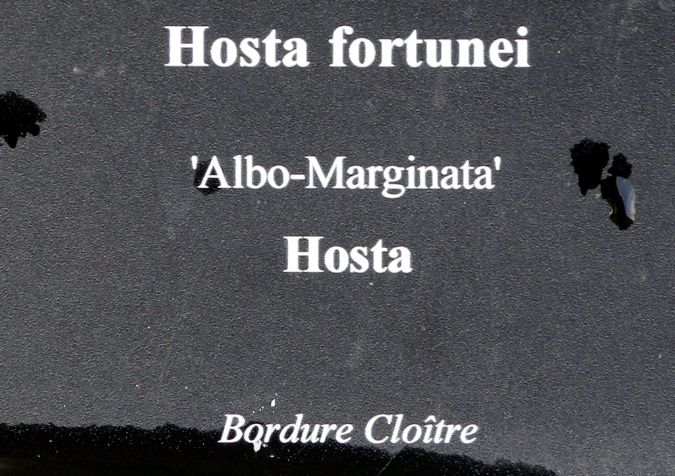 Hosta fortunei
'Albo-Marginata'
Hosta
Bordure Cloître